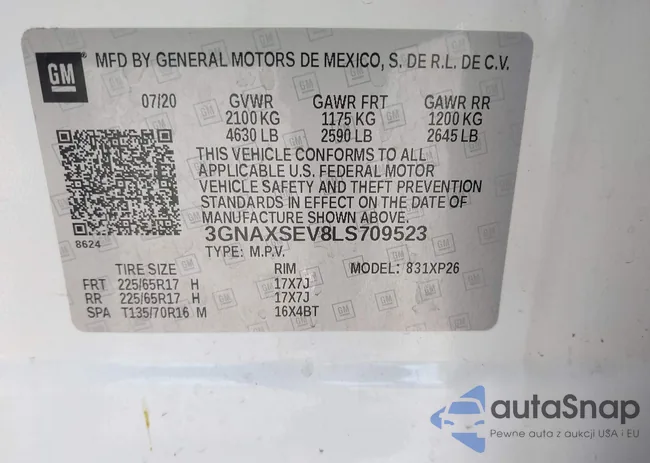 GM
MFD BY GENERAL MOTORS DE MEXICO, S. DE R.L. DE C.V.
07/20 GVWR GAWR FRT GAWR RR
2100 KG 1175 KG 1200 KG
4630 LB 2590 LB 2645 LB
THIS VEHICLE CONFORMS TO ALL
APPLICABLE U.S. FEDERAL MOTOR
VEHICLE SAFETY AND THEFT PREVENTION
STANDARDS IN EFFECT ON THE DATE OF
MANUFACTURE SHOWN ABOVE.
8624
3GNAXSEV8LS709523
TYPE: M.P.V.
TIRE SIZE RIM MODEL: 831XP26
FRT 225/65R17 H 17X7J
RR 225/65R17 H 17X7J
SPA T135/70R16 M 16X4BT
autoSnap
Pewne auta z aukcji USA i EU